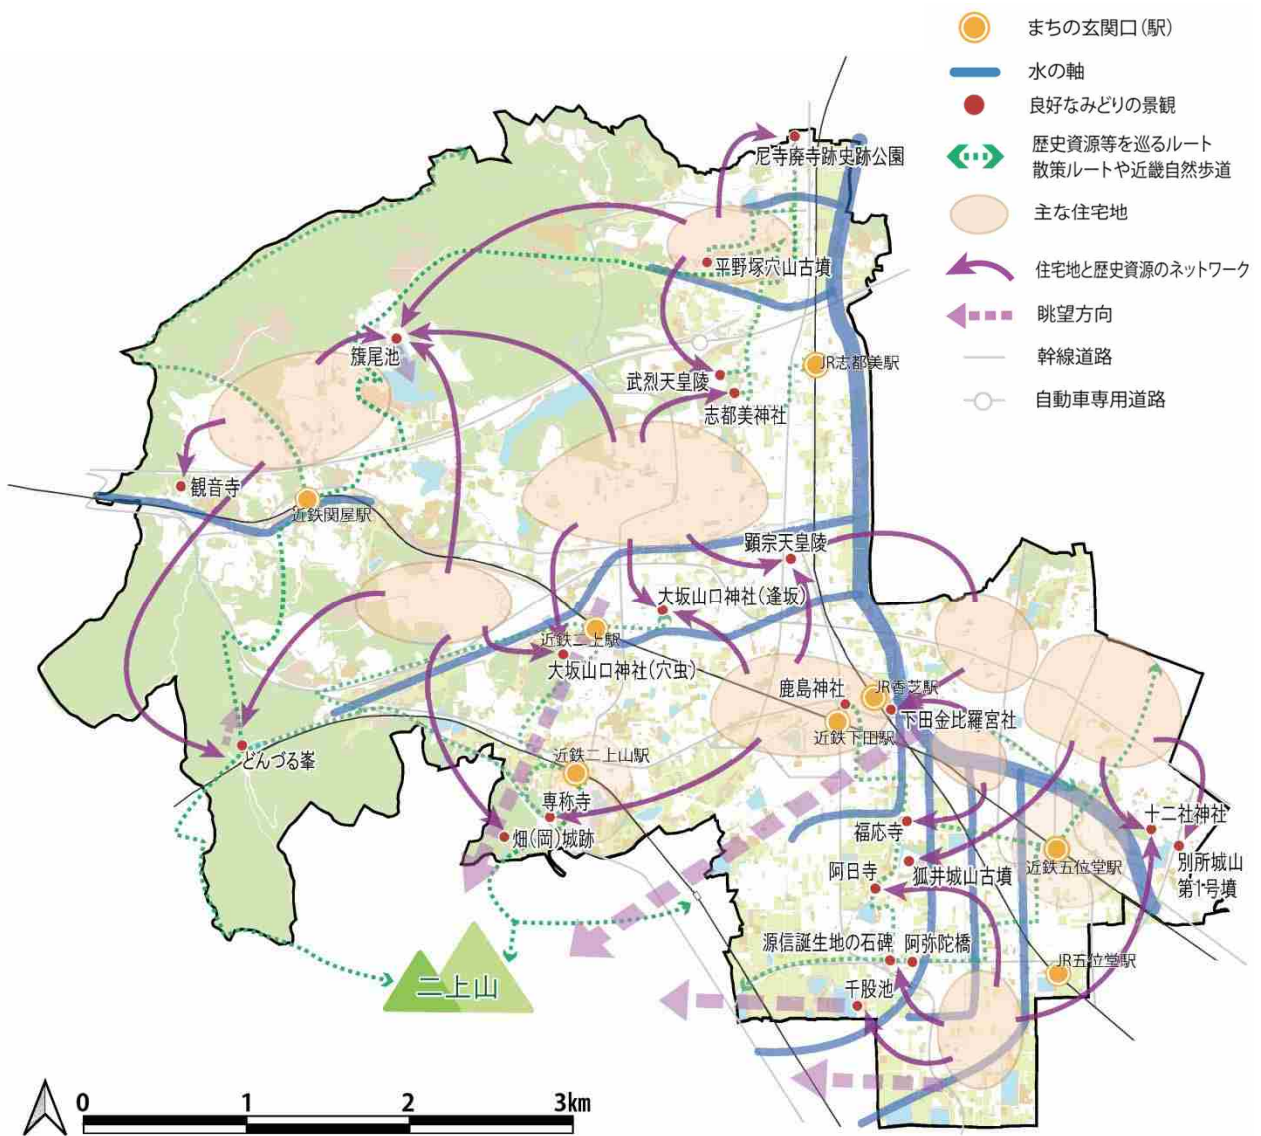 まちの玄関口（駅）
水の軸
良好なみどりの景観
歴史資源等を巡るルート
散策ルートや近畿自然歩道
主な住宅地
住宅地と歴史資源のネットワーク
眺望方向
幹線道路
自動車専用道路
尼寺廃寺跡史跡公園
平野塚穴山古墳
旗尾池
武烈天皇陵
JR志都美駅
志都美神社
観音寺
近鉄関屋駅
顕宗天皇陵
大坂山口神社（逢坂）
近鉄二上駅
大坂山口神社（穴虫）
鹿島神社
JR香芝駅
下田金比羅宮社
近鉄下田駅
どんづる峯
近鉄二上山駅
専称寺
畑（岡）城跡
福応寺
十二社神社
近鉄五位堂駅
別所城山
第1号墳
阿日寺
狐井城山古墳
源信誕生地の石碑
阿弥陀橋
JR五位堂駅
千股池
二上山
0 1 2 3km